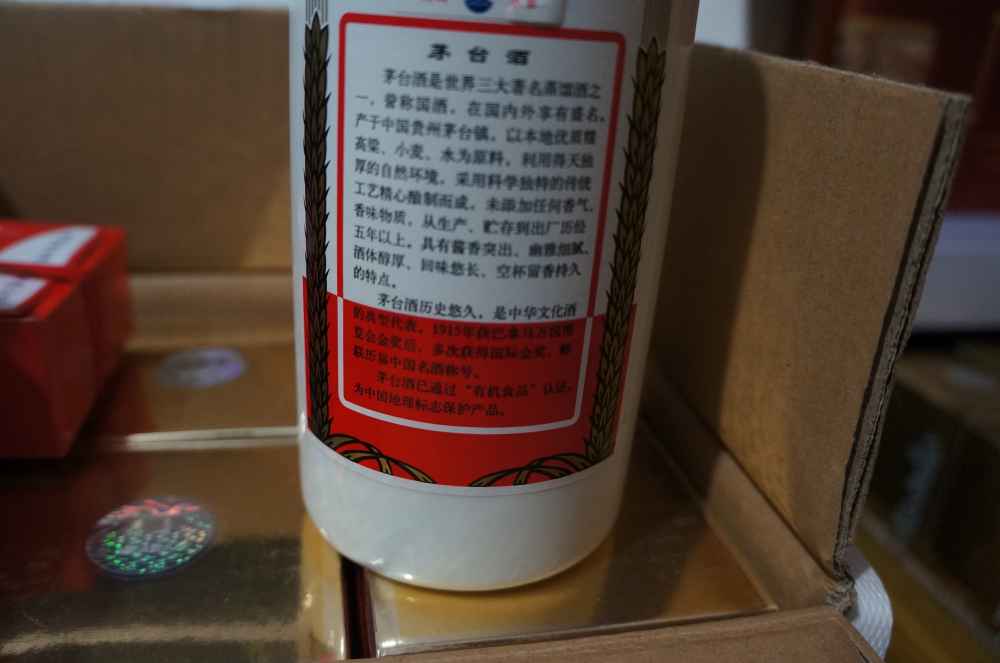 茅台酒
茅台酒是世界三大著名蒸馏酒之
一，曾称国酒，在国内外享有盛名。
产于中国贵州茅台镇，以本地优质糯
高粱、小麦、水为原料，利用得天独
厚的自然环境，采用科学独特的传统
工艺精心酿制而成，未添加任何香气、
香味物质，从生产、贮存到出厂历经
五年以上。具有酱香突出、幽雅细腻、
酒体醇厚、回味悠长、空杯留香持久
的特点。
茅台酒历史悠久，是中华文化酒
的典型代表，1915年获巴拿马万国博
览会金奖后，多次获得国际金奖，蝉
联历届中国名酒称号。
茅台酒已通过“有机食品”认证，
为中国地理标志保护产品。